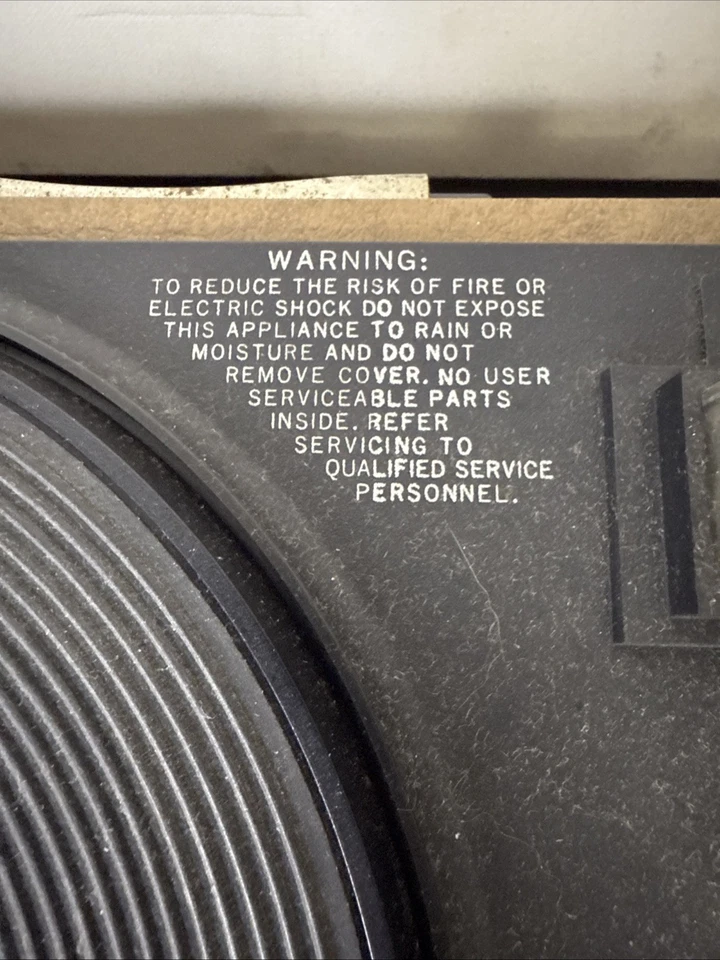 WARNING:
TO REDUCE THE RISK OF FIRE OR
ELECTRIC SHOCK DO NOT EXPOSE
THIS APPLIANCE TO RAIN OR
MOISTURE AND DO NOT
REMOVE COVER. NO USER
SERVICEABLE PARTS
INSIDE. REFER
SERVICING TO
QUALIFIED SERVICE
PERSONNEL.